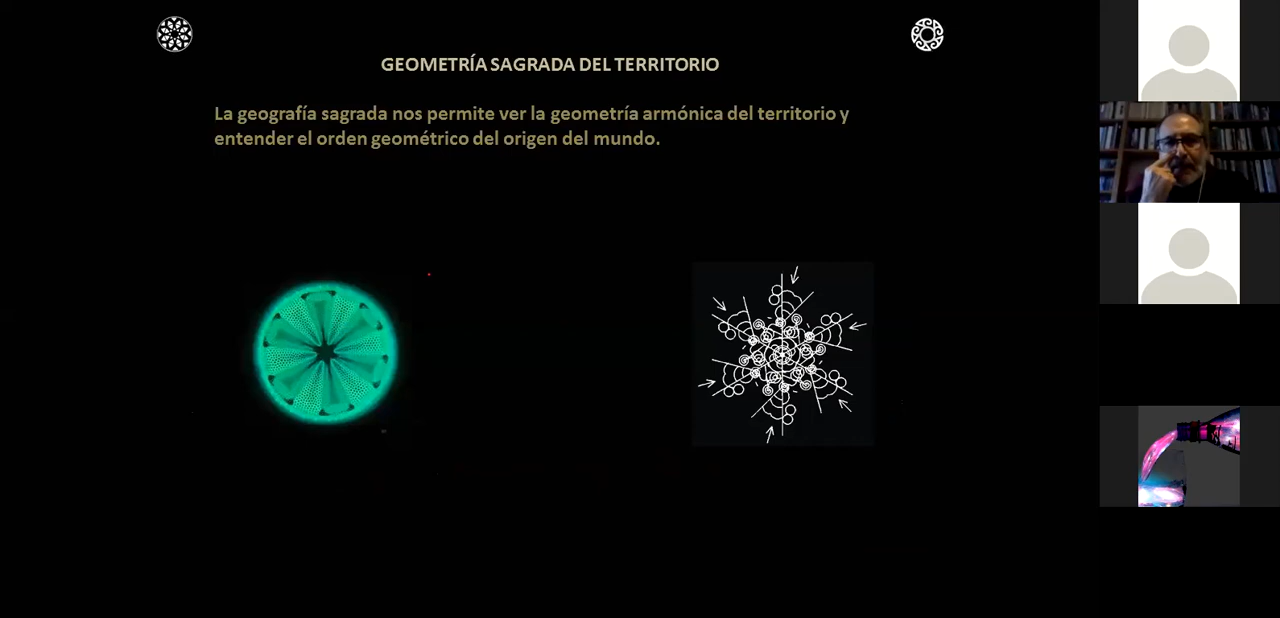 GEOMETRÍA SAGRADA DEL TERRITORIO
La geografía sagrada nos permite ver la geometría armónica del territorio y
entender el orden geométrico del origen del mundo.